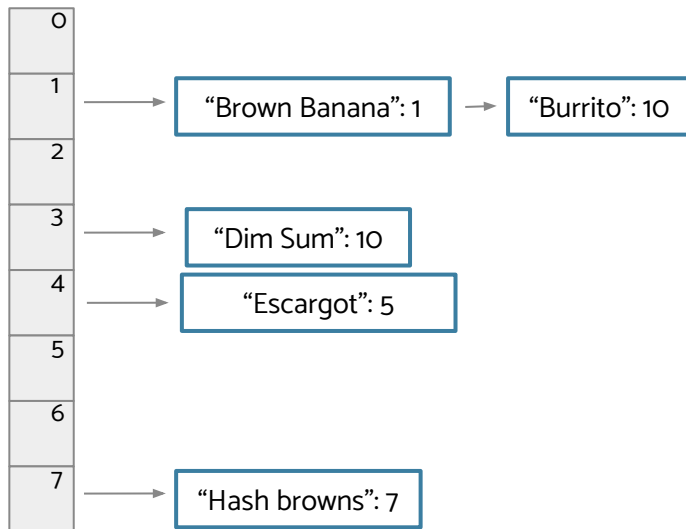 0
1
“Brown Banana”: 1
“Burrito”: 10
2
3
“Dim Sum”: 10
4
“Escargot”: 5
5
6
7
“Hash browns”: 7